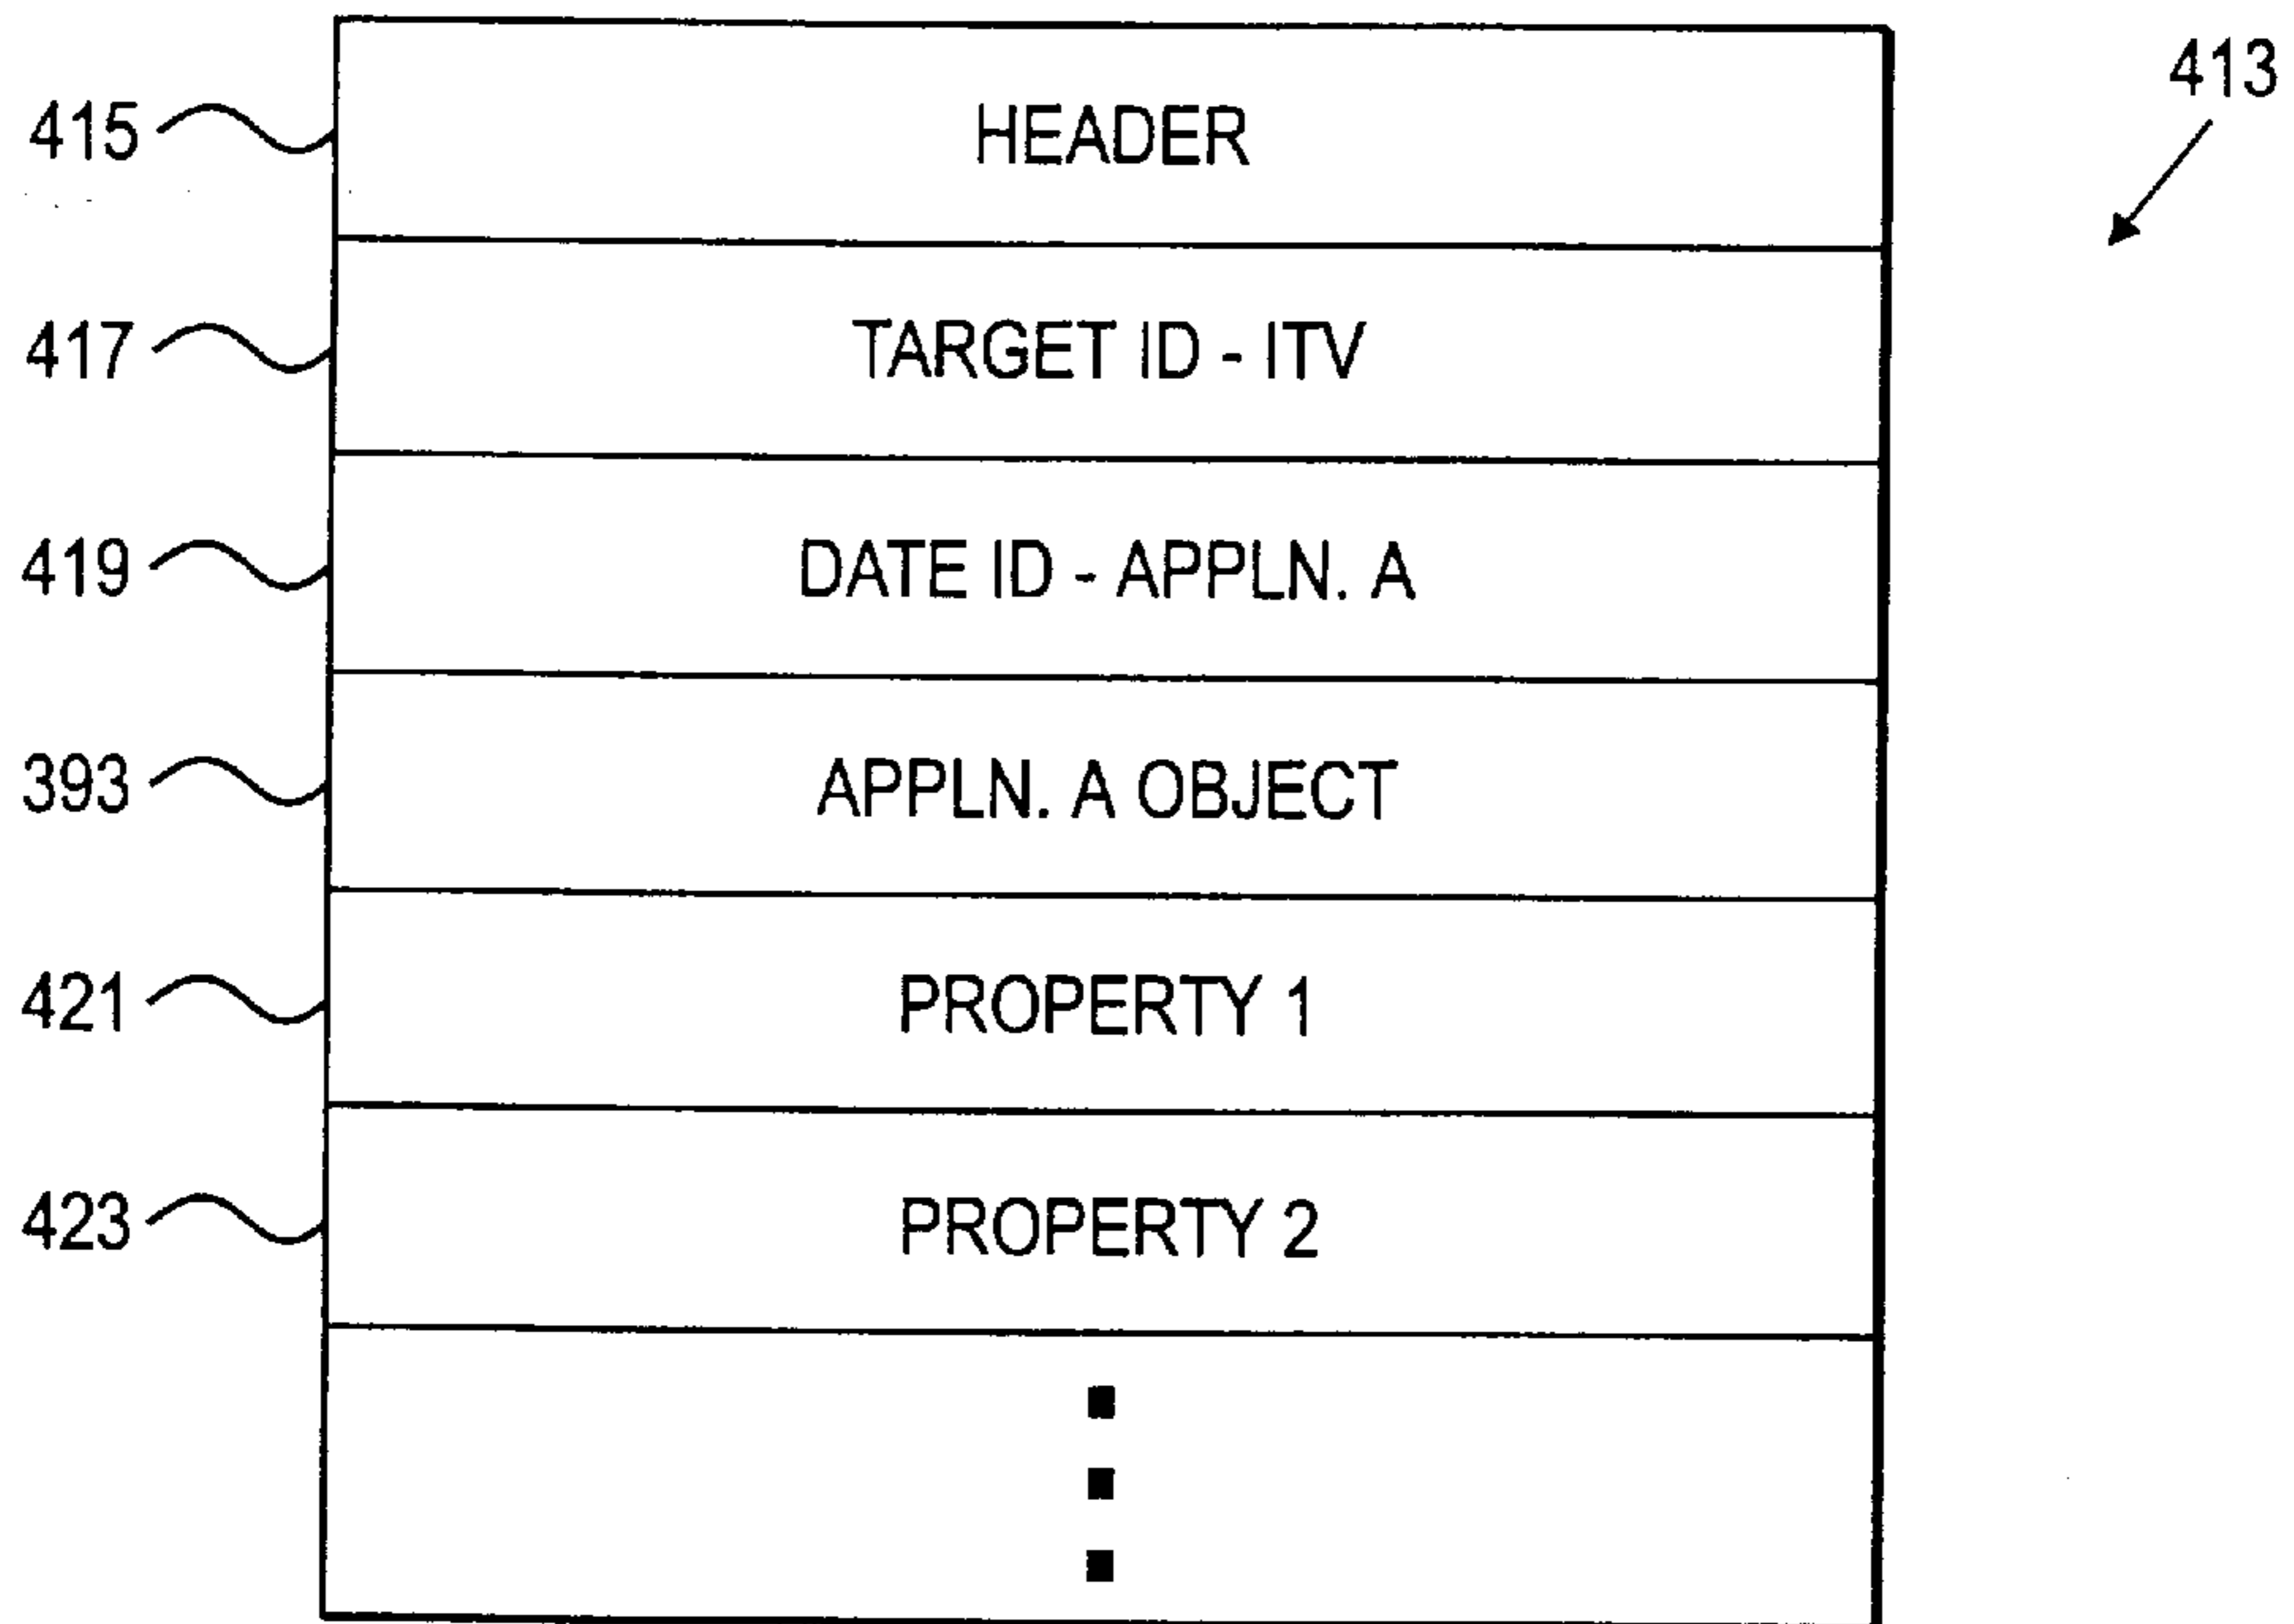 413
415 HEADER
417 TARGET ID - ITV
419 DATE ID - APPLN. A
393 APPLN. A OBJECT
421 PROPERTY 1
423 PROPERTY 2